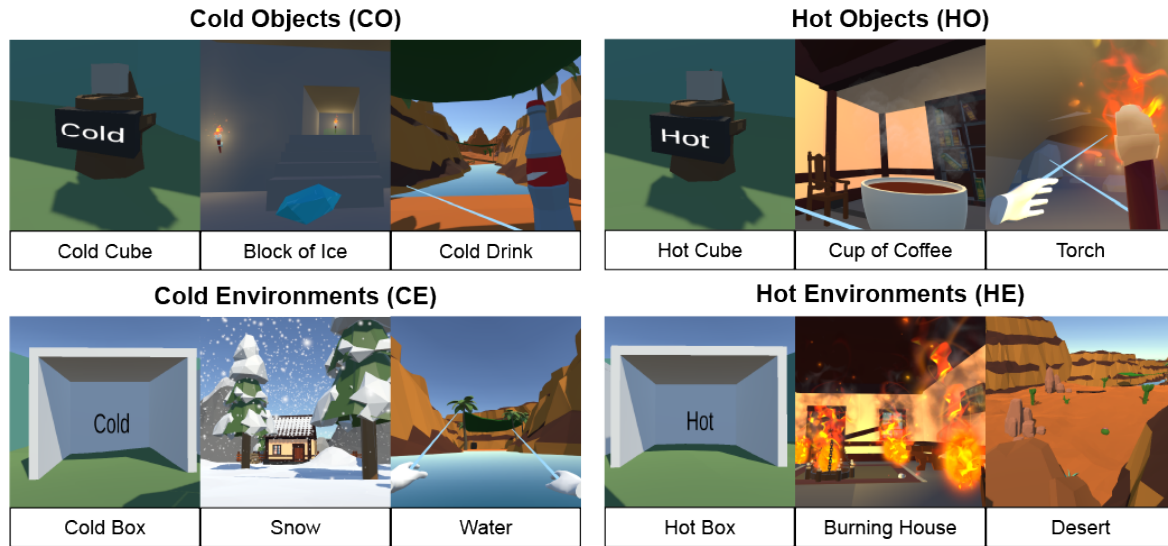 Cold Objects (CO)
Hot Objects (HO)
Cold
Hot
Cold Cube
Block of Ice
Cold Drink
Hot Cube
Cup of Coffee
Torch
Cold Environments (CE)
Hot Environments (HE)
Cold
Hot
Cold Box
Snow
Water
Hot Box
Burning House
Desert